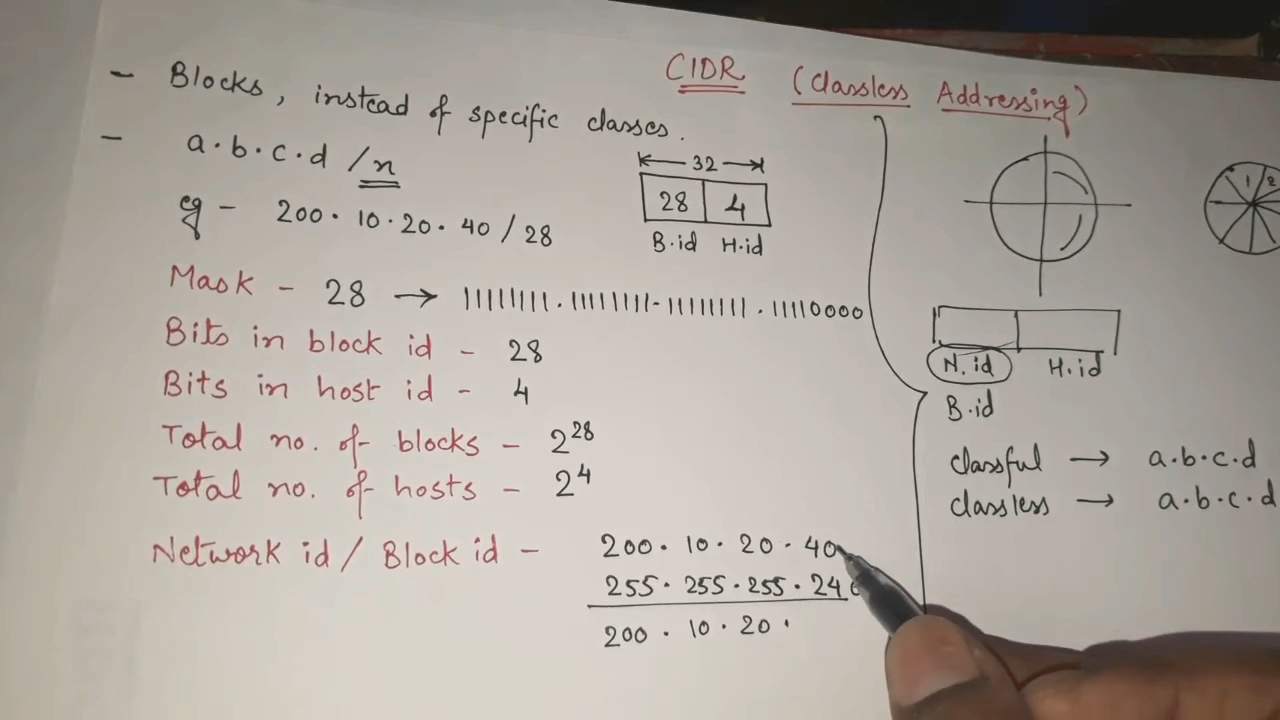 CIDR (Classless Addressing)
- Blocks, instead of specific classes.
- a.b.c.d /n
eg - 200.10.20.40/28
32
28 4
B.id H.id
Mask - 28 → 11111111.11111111.11111111.11110000
Bits in block id - 28
Bits in host id - 4
Total no. of blocks - 2^28
Total no. of hosts - 2^4
Network id / Block id - 200.10.20.40
255.255.255.24
200.10.20.
1 2
N.id H.id
B.id
classful → a.b.c.d
classless → a.b.c.d